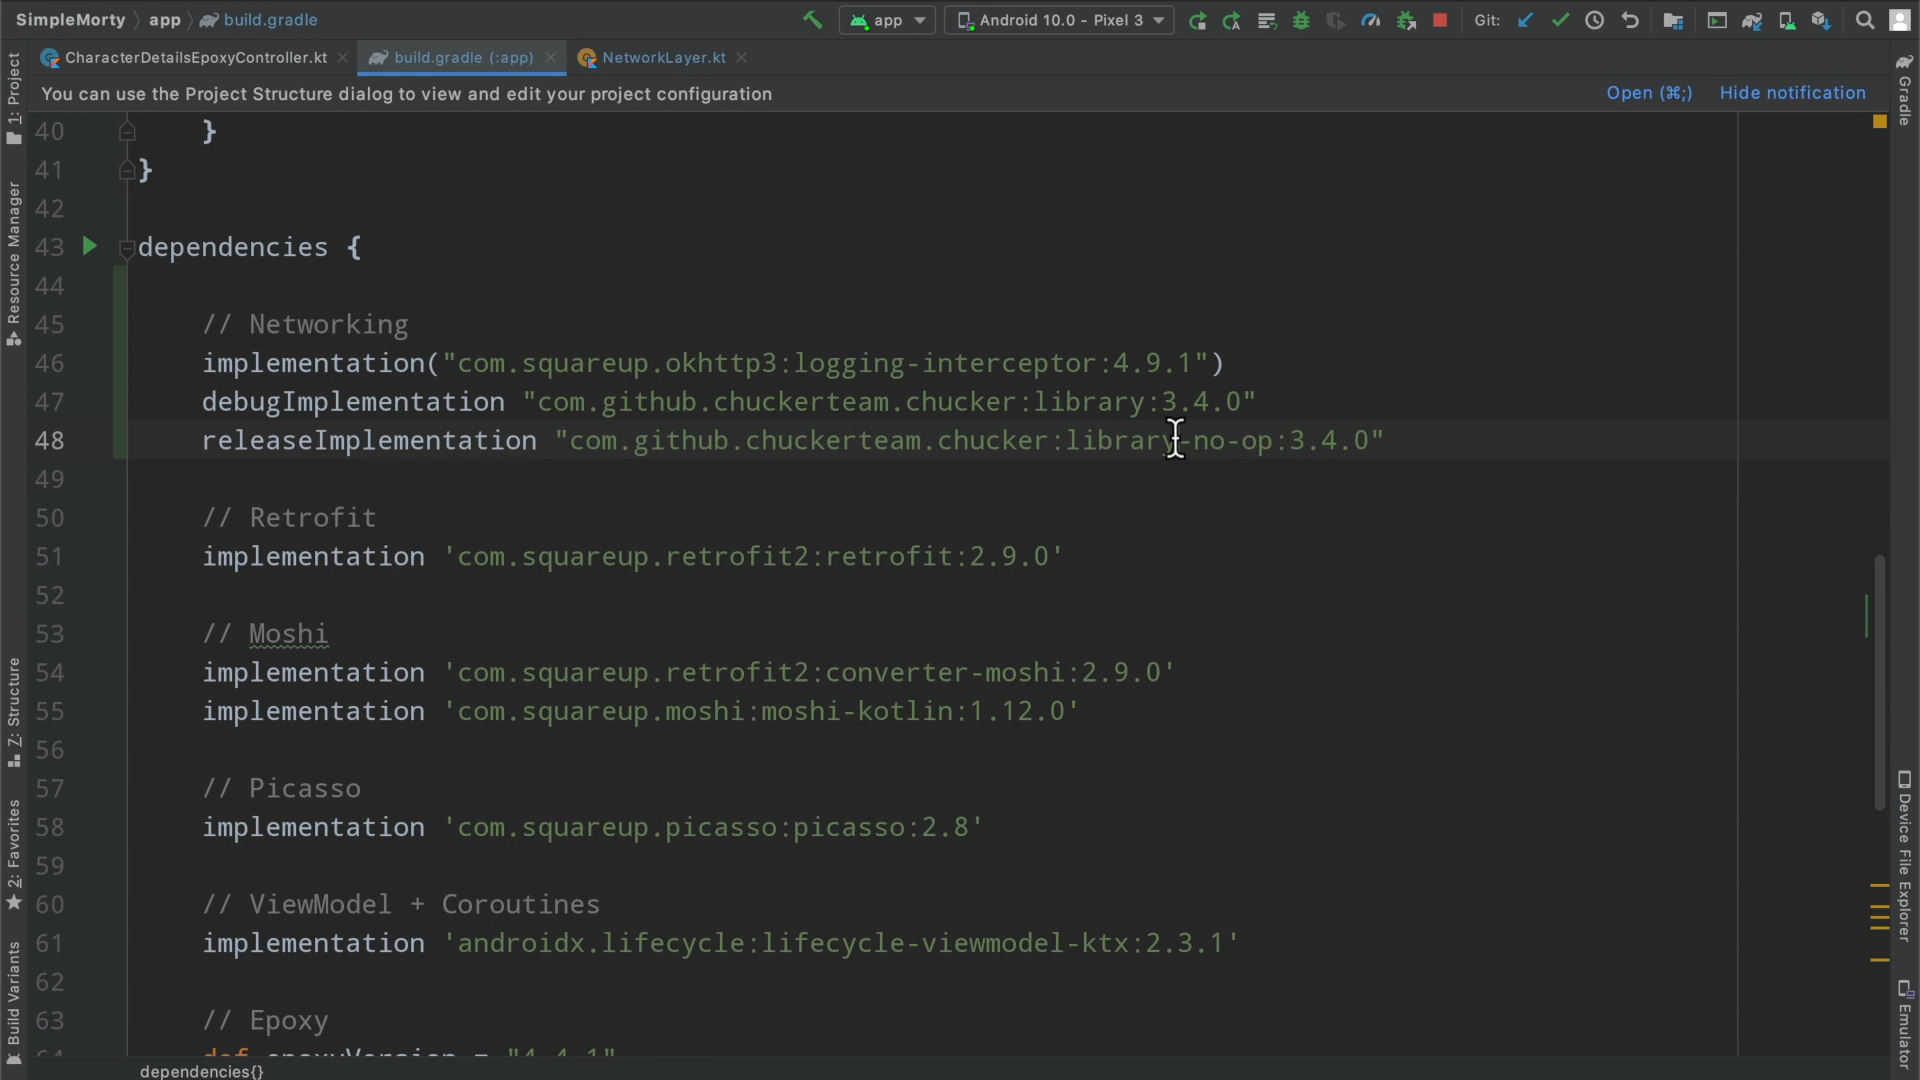 SimpleMorty app build.gradle app Android 10.0 - Pixel 3 Git:
CharacterDetailsEpoxyController.kt build.gradle (:app) NetworkLayer.kt
You can use the Project Structure dialog to view and edit your project configuration Open (⌘;) Hide notification
40 }
41 }
42
43 dependencies {
44
45 // Networking
46 implementation("com.squareup.okhttp3:logging-interceptor:4.9.1")
47 debugImplementation "com.github.chuckerteam.chucker:library:3.4.0"
48 releaseImplementation "com.github.chuckerteam.chucker:library-no-op:3.4.0"
49
50 // Retrofit
51 implementation 'com.squareup.retrofit2:retrofit:2.9.0'
52
53 // Moshi
54 implementation 'com.squareup.retrofit2:converter-moshi:2.9.0'
55 implementation 'com.squareup.moshi:moshi-kotlin:1.12.0'
56
57 // Picasso
58 implementation 'com.squareup.picasso:picasso:2.8'
59
60 // ViewModel + Coroutines
61 implementation 'androidx.lifecycle:lifecycle-viewmodel-ktx:2.3.1'
62
63 // Epoxy
64 def epoxyVersion = "4.4.1"
dependencies{}
1: Project
Resource Manager
Z: Structure
2: Favorites
Build Variants
Gradle
Device File Explorer
Emulator